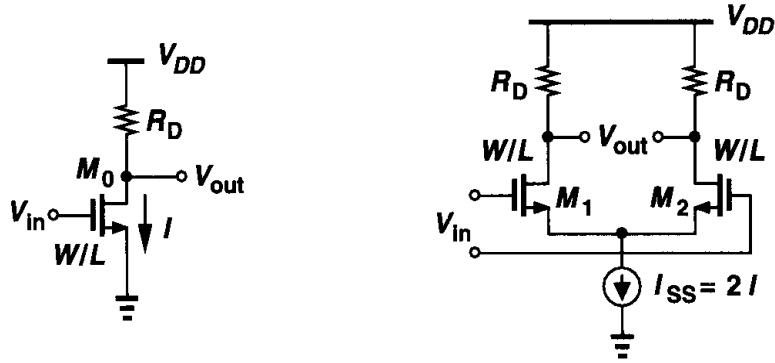 V_DD
R_D
M_0
V_out
V_in
I
W/L
V_DD
R_D
R_D
V_out
W/L
W/L
M_1
M_2
V_in
I_SS = 2 I